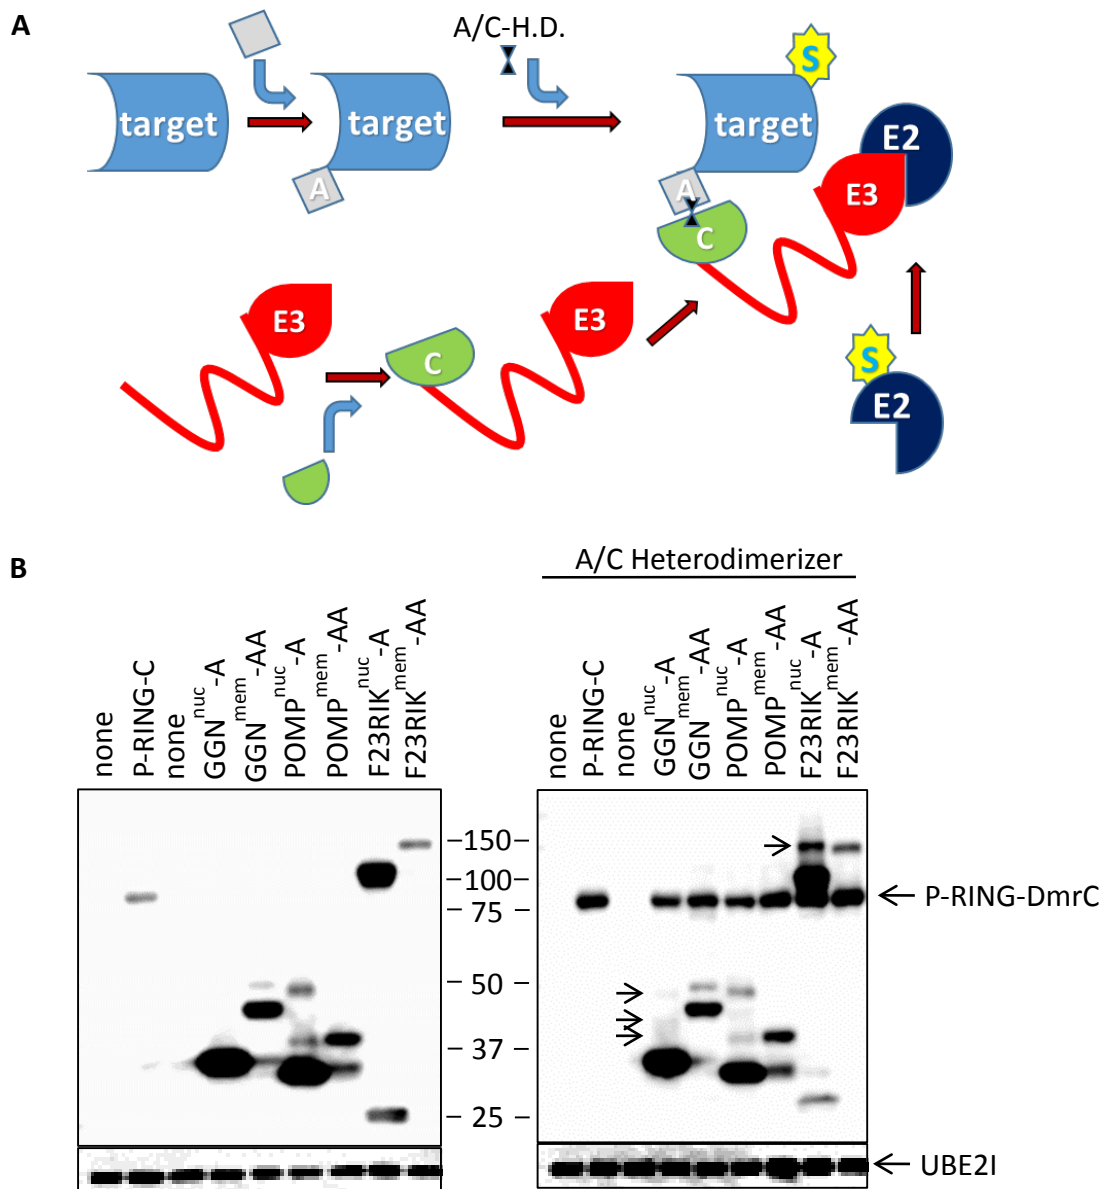 A
A/C-H.D.
target
target
target
S
E2
A
A
E3
C
E3
E3
C
S
E2
B
A/C Heterodimerizer
none
P-RING-C
none
GGNnuc-A
GGNmem-AA
POMPnuc-A
POMPmem-AA
F23RIKnuc-A
F23RIKmem-AA
none
P-RING-C
none
GGNnuc-A
GGNmem-AA
POMPnuc-A
POMPmem-AA
F23RIKnuc-A
F23RIKmem-AA
–150–
–100–
– 75 –
– 50 –
– 37 –
– 25 –
P-RING-DmrC
UBE2I